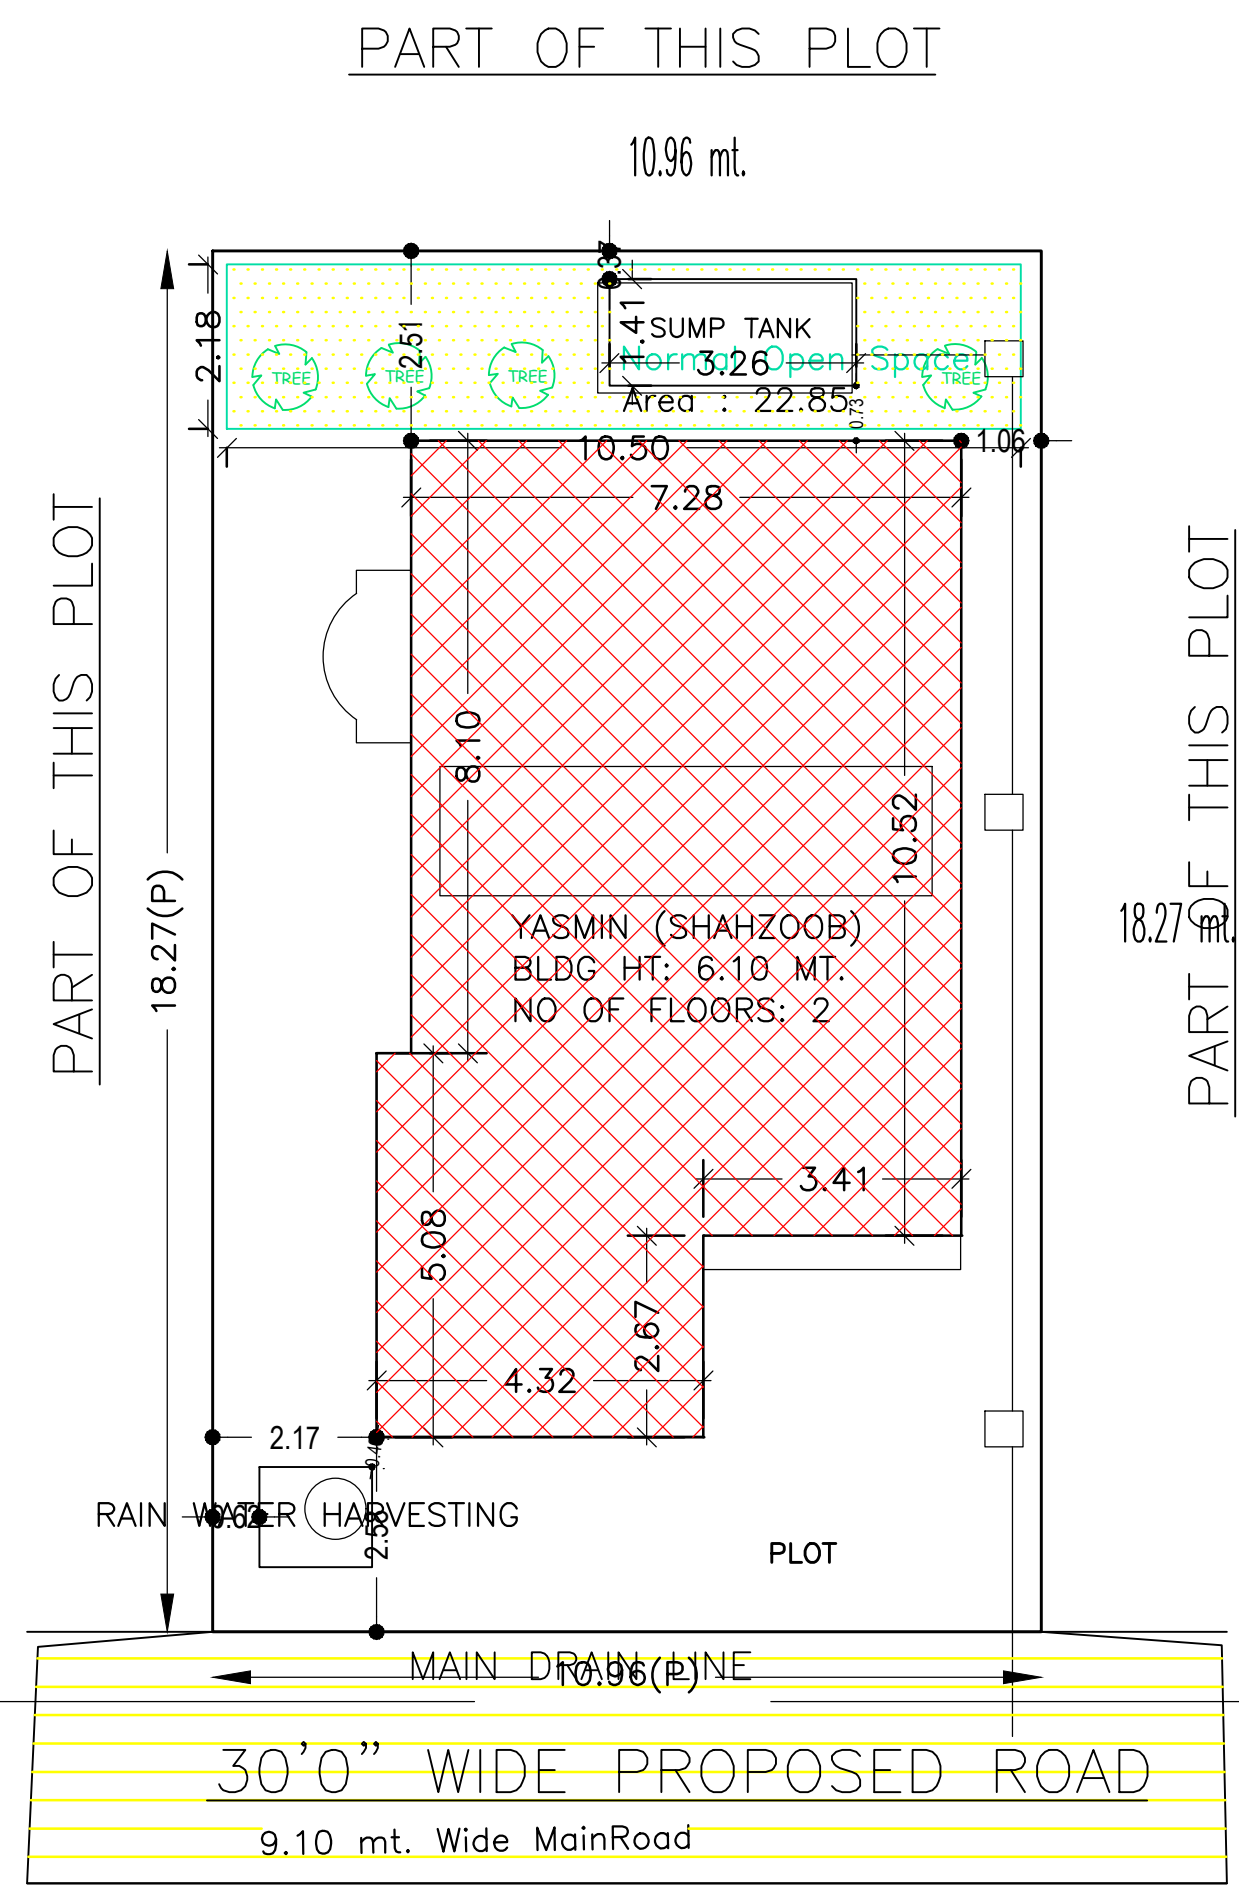 PART OF THIS PLOT
10.96 mt.
0.37
2.18
2.51
1.41
SUMP TANK
Normal Open Space
3.26
TREE
TREE
TREE
TREE
Area : 22.85
0.73
10.50
1.06
7.28
PART OF THIS PLOT
PART OF THIS PLOT
8.10
10.52
18.27(P)
18.27 mt.
YASMIN (SHAHZOOB)
BLDG HT: 6.10 MT.
NO OF FLOORS: 2
3.41
5.08
2.67
4.32
2.17
RAIN WATER HARVESTING
0.62
2.58
PLOT
MAIN DRAIN LINE
10.96(P)
30'0" WIDE PROPOSED ROAD
9.10 mt. Wide MainRoad